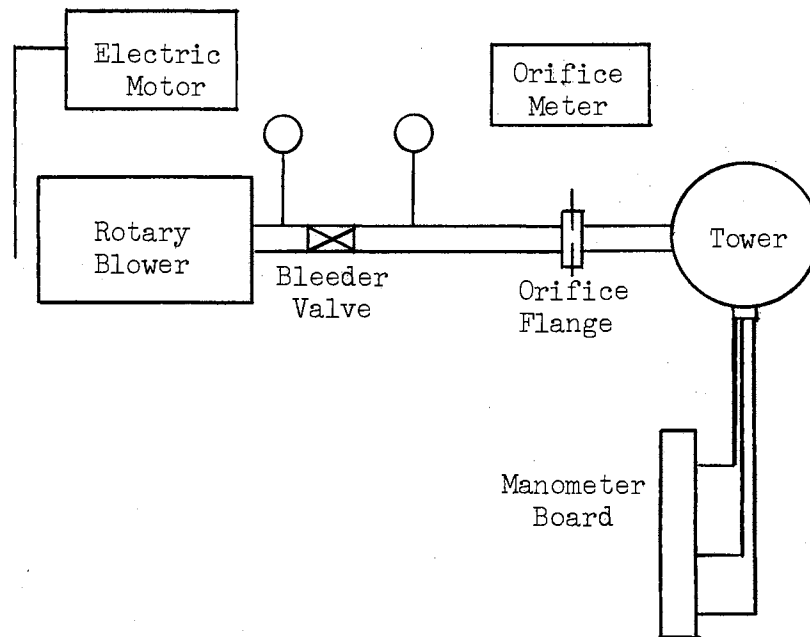 Electric
Motor
Orifice
Meter
Rotary
Blower
Bleeder
Valve
Orifice
Flange
Tower
Manometer
Board